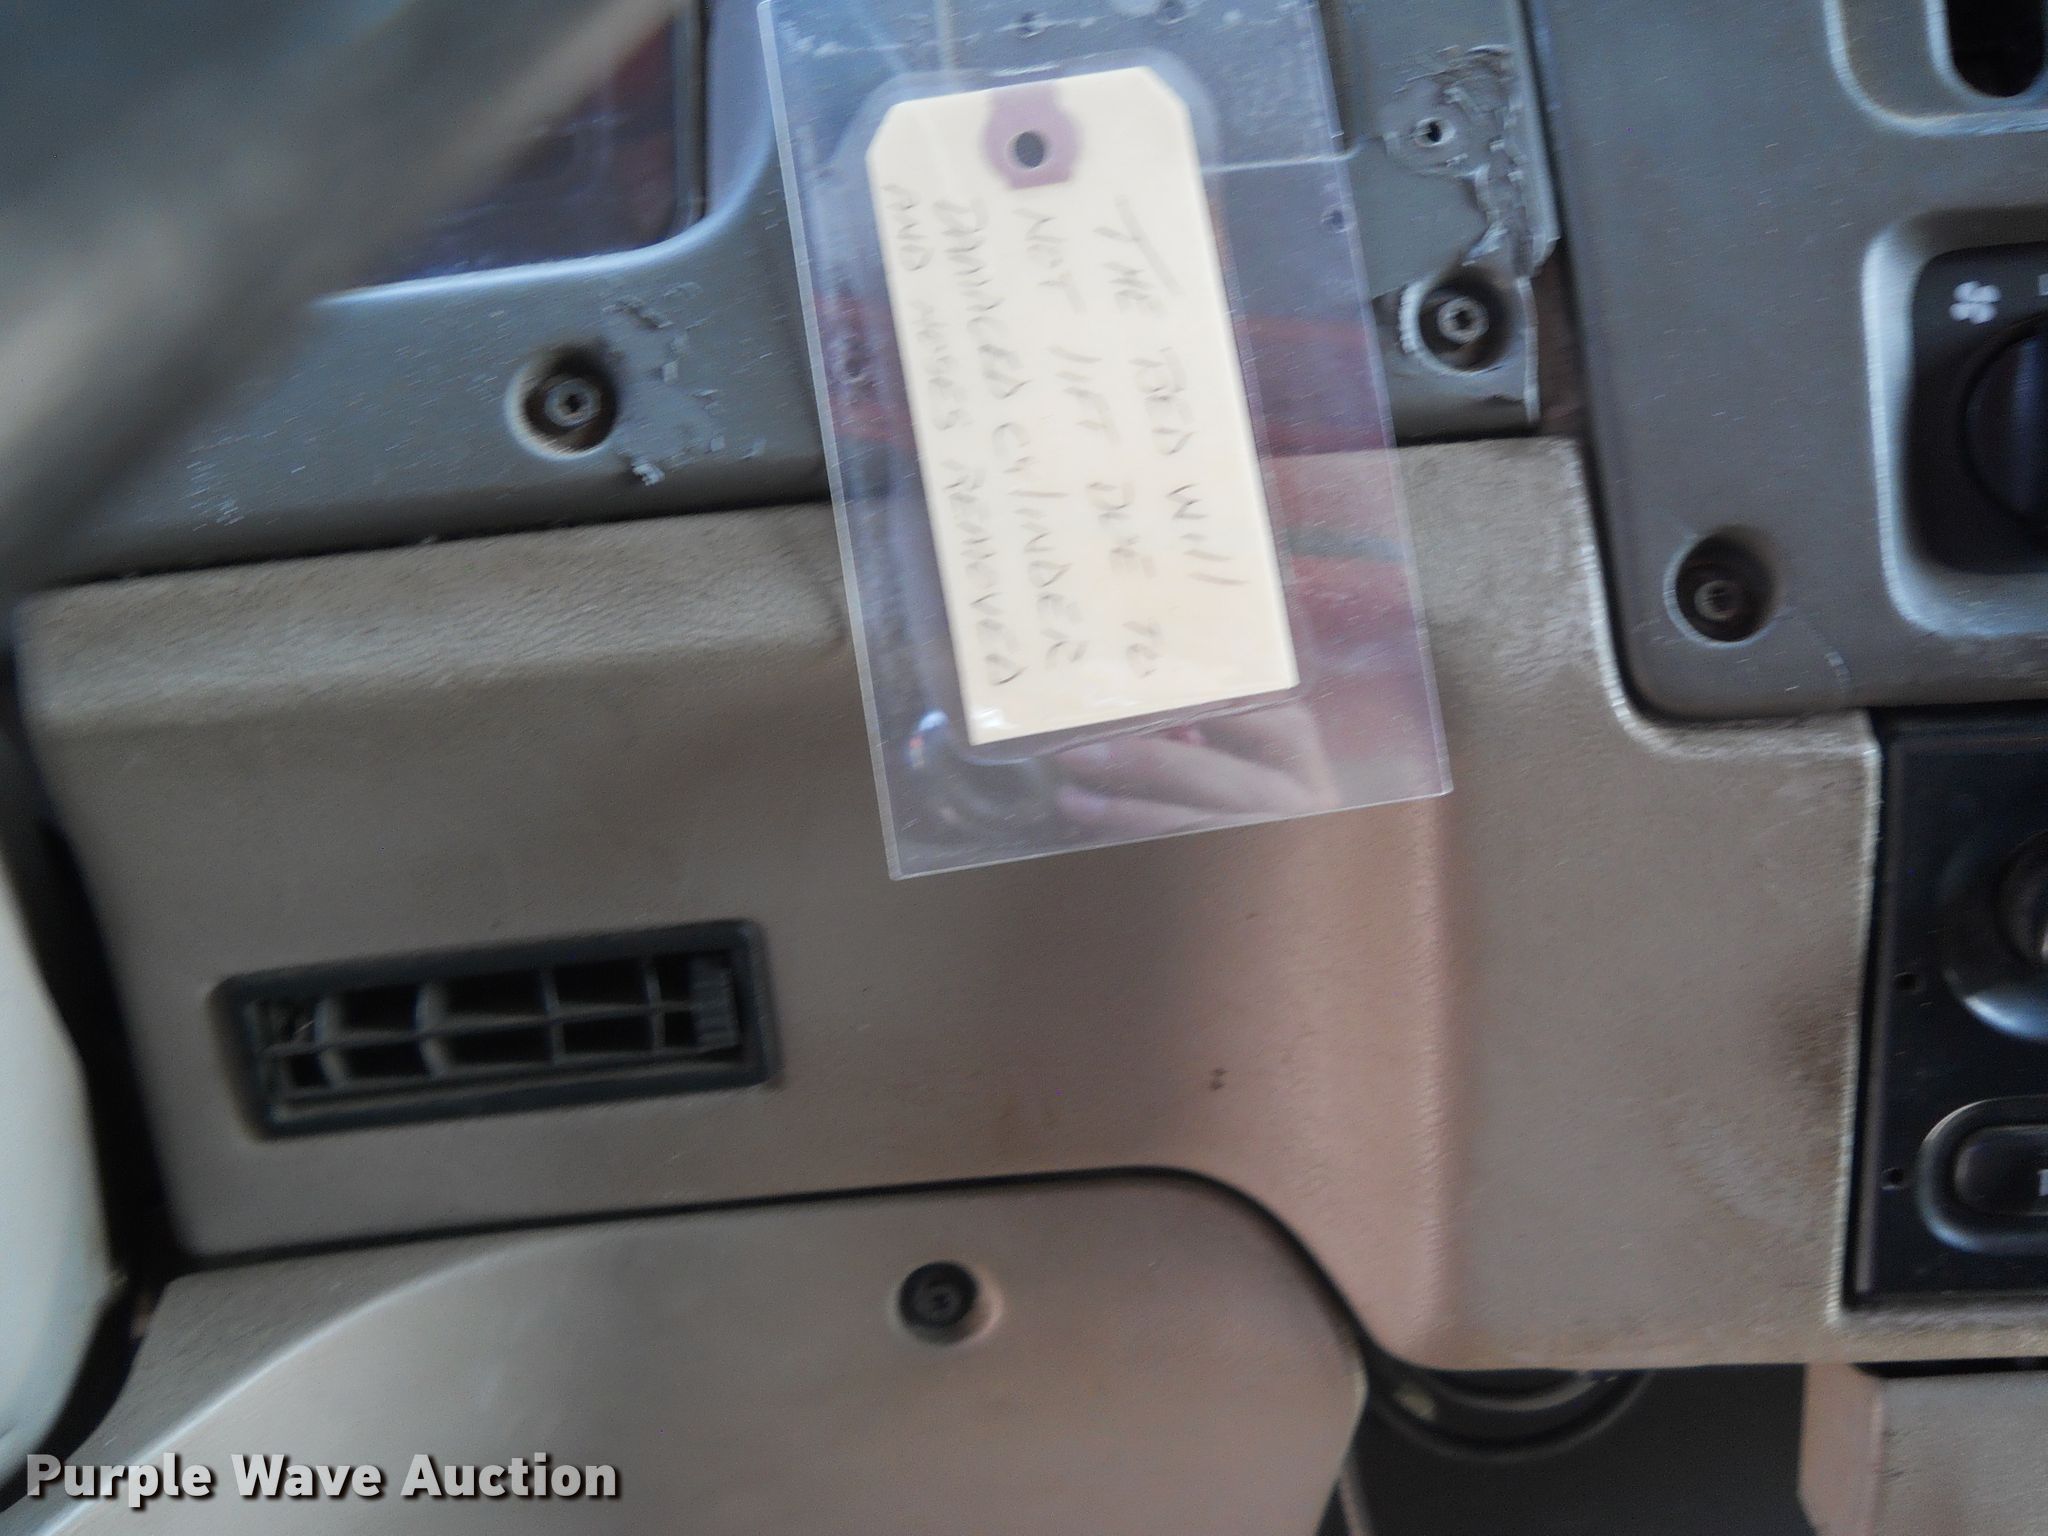 THE BED will
NOT lIFT DUE TO
DAMAGED CylINDER
AND HOSES REMOVED
Purple Wave Auction